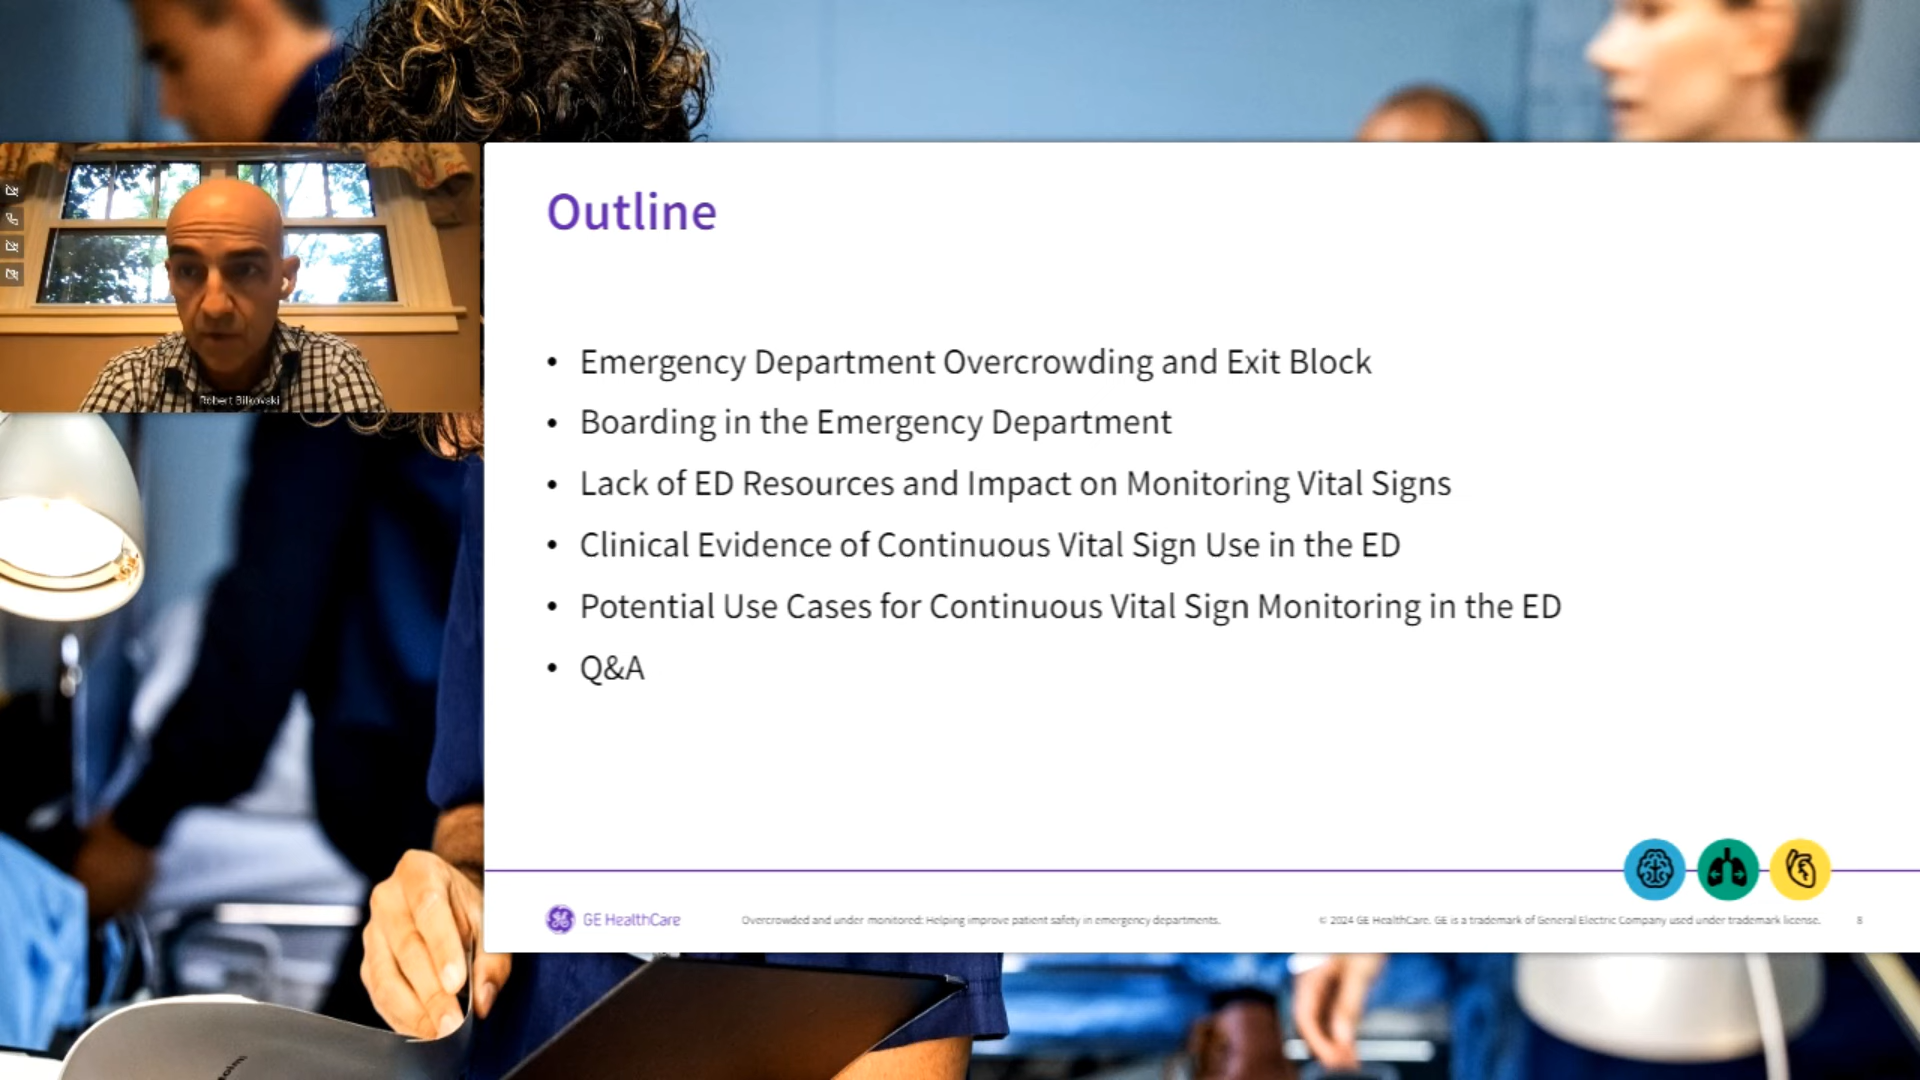 Robert Bilkovski
Outline
• Emergency Department Overcrowding and Exit Block
• Boarding in the Emergency Department
• Lack of ED Resources and Impact on Monitoring Vital Signs
• Clinical Evidence of Continuous Vital Sign Use in the ED
• Potential Use Cases for Continuous Vital Sign Monitoring in the ED
• Q&A
GE HealthCare
Overcrowded and under monitored: Helping improve patient safety in emergency departments.
© 2024 GE HealthCare. GE is a trademark of General Electric Company used under trademark license.
8